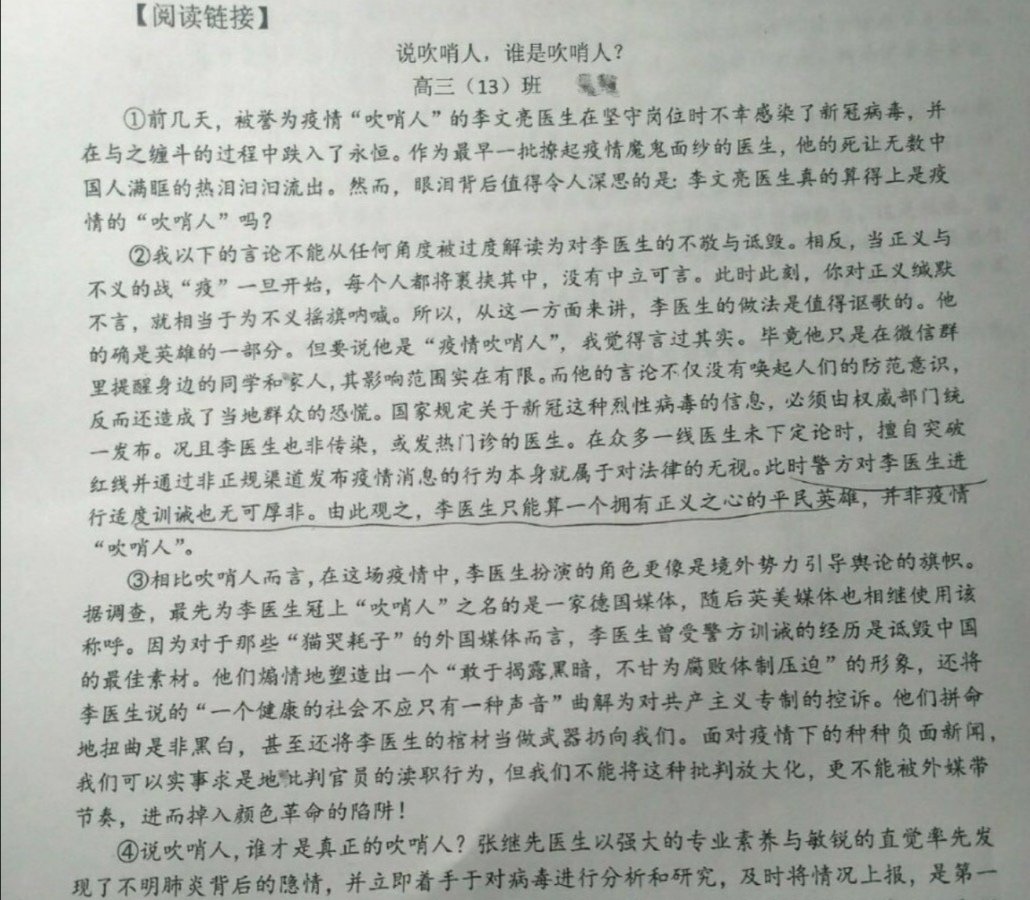 【阅读链接】
说吹哨人，谁是吹哨人？
高三（13）班
①前几天，被誉为疫情“吹哨人”的李文亮医生在坚守岗位时不幸感染了新冠病毒，并
在与之缠斗的过程中跌入了永恒。作为最早一批撩起疫情魔鬼面纱的医生，他的死让无数中
国人满眶的热泪汩汩流出。然而，眼泪背后值得令人深思的是：李文亮医生真的算得上是疫
情的“吹哨人”吗？
②我以下的言论不能从任何角度被过度解读为对李医生的不敬与诋毁。相反，当正义与
不义的战“疫”一旦开始，每个人都将裹挟其中，没有中立可言。此时此刻，你对正义缄默
不言，就相当于为不义摇旗呐喊。所以，从这一方面来讲，李医生的做法是值得讴歌的。他
的确是英雄的一部分。但要说他是“疫情吹哨人”，我觉得言过其实。毕竟他只是在微信群
里提醒身边的同学和家人，其影响范围实在有限。而他的言论不仅没有唤起人们的防范意识，
反而还造成了当地群众的恐慌。国家规定关于新冠这种烈性病毒的信息，必须由权威部门统
一发布。况且李医生也非传染，或发热门诊的医生。在众多一线医生未下定论时，擅自突破
红线并通过非正规渠道发布疫情消息的行为本身就属于对法律的无视。此时警方对李医生进
行适度训诫也无可厚非。由此观之，李医生只能算一个拥有正义之心的平民英雄，并非疫情
“吹哨人”。
③相比吹哨人而言，在这场疫情中，李医生扮演的角色更像是境外势力引导舆论的旗帜。
据调查，最先为李医生冠上“吹哨人”之名的是一家德国媒体，随后英美媒体也相继使用该
称呼。因为对于那些“猫哭耗子”的外国媒体而言，李医生曾受警方训诫的经历是诋毁中国
的最佳素材。他们煽情地塑造出一个“敢于揭露黑暗，不甘为腐败体制压迫”的形象，还将
李医生说的“一个健康的社会不应只有一种声音”曲解为对共产主义专制的控诉。他们拼命
地扭曲是非黑白，甚至还将李医生的棺材当做武器扔向我们。面对疫情下的种种负面新闻，
我们可以实事求是地批判官员的渎职行为，但我们不能将这种批判放大化，更不能被外媒带
节奏，进而掉入颜色革命的陷阱！
④说吹哨人，谁才是真正的吹哨人？张继先医生以强大的专业素养与敏锐的直觉率先发
现了不明肺炎背后的隐情，并立即着手于对病毒进行分析和研究，及时将情况上报，是第一